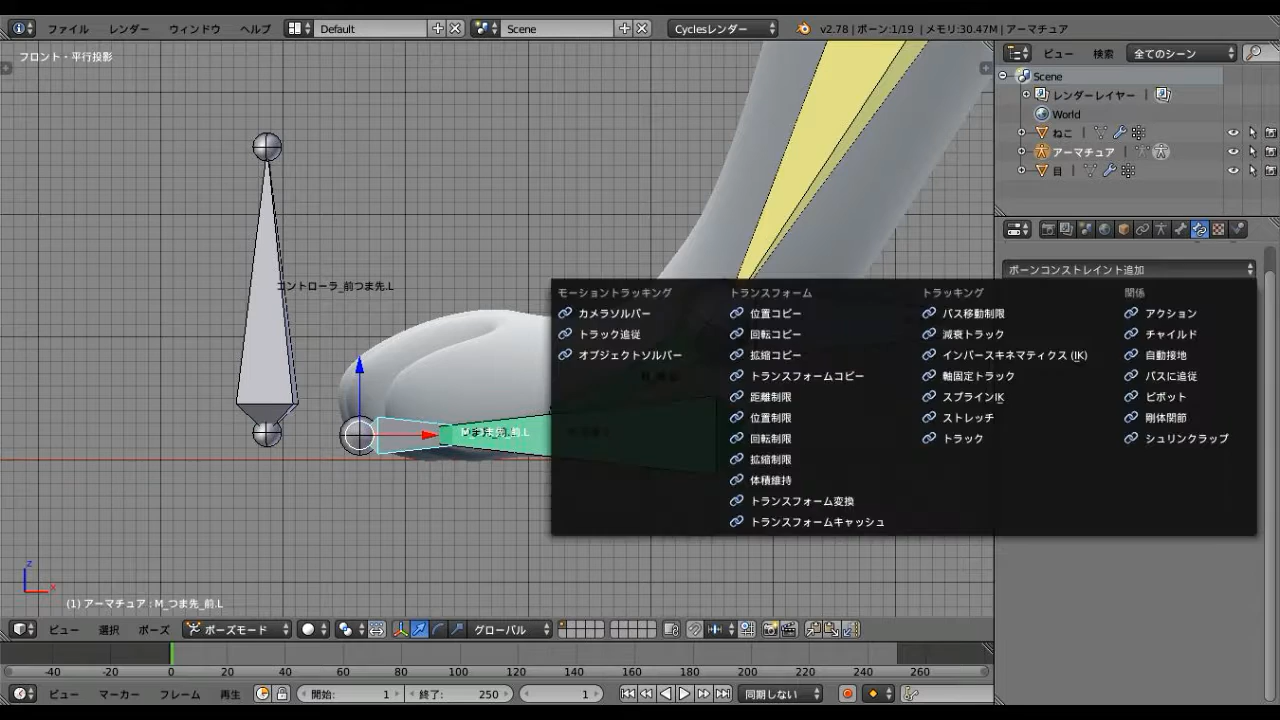 ファイル レンダー ウィンドウ ヘルプ Default Scene Cyclesレンダー v2.78 | ボーン:1/19 | メモリ:30.47M | アーマチュア
フロント・平行投影
ビュー 検索 全てのシーン
Scene
レンダーレイヤー
World
ねこ
アーマチュア
目
ボーンコンストレイント追加
コントローラ_前つま先.L
モーショントラッキング トランスフォーム トラッキング 関係
カメラソルバー 位置コピー パス移動制限 アクション
トラック追従 回転コピー 減衰トラック チャイルド
オブジェクトソルバー 拡縮コピー インバースキネマティクス (IK) 自動接地
トランスフォームコピー 軸固定トラック パスに追従
距離制限 スプラインIK ピボット
位置制限 ストレッチ 剛体関節
回転制限 トラック シュリンクラップ
拡縮制限
体積維持
トランスフォーム変換
トランスフォームキャッシュ
z
x
(1) アーマチュア : M_つま先_前.L
ビュー 選択 ポーズ ポーズモード グローバル
-40 -20 0 20 40 60 80 100 120 140 160 180 200 220 240 260
ビュー マーカー フレーム 再生 開始: 1 終了: 250 1 同期しない